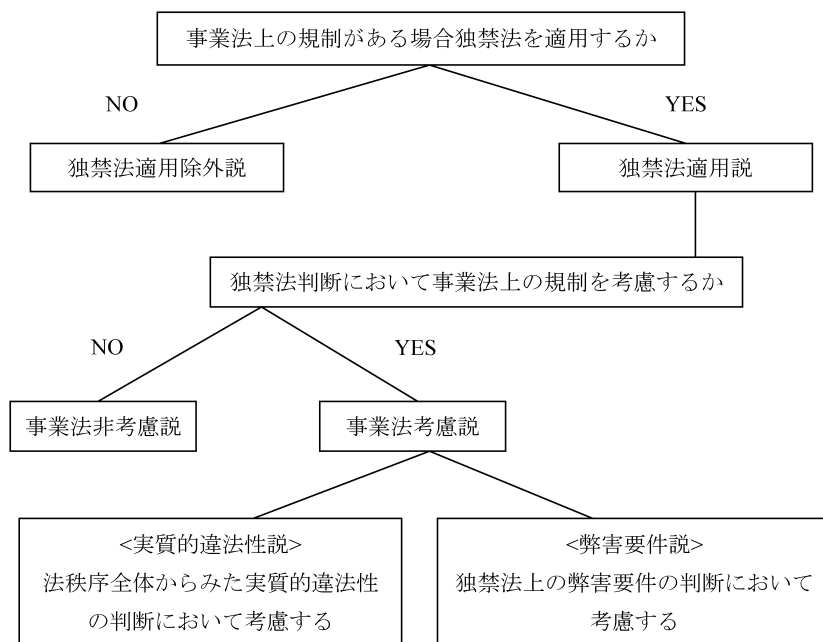 事業法上の規制がある場合独禁法を適用するか
NO
YES
独禁法適用除外説
独禁法適用説
独禁法判断において事業法上の規制を考慮するか
NO
YES
事業法非考慮説
事業法考慮説
<実質的違法性説>
法秩序全体からみた実質的違法性
の判断において考慮する
<弊害要件説>
独禁法上の弊害要件の判断において
考慮する